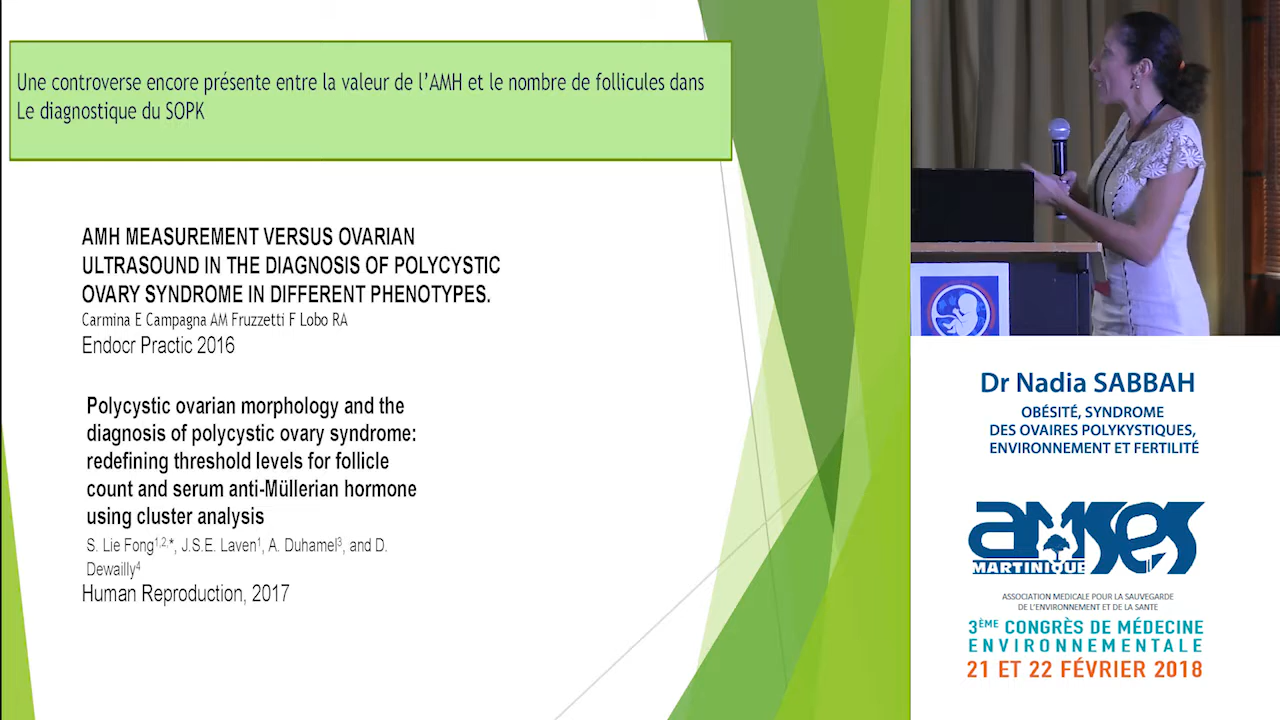 Une controverse encore présente entre la valeur de l'AMH et le nombre de follicules dans
Le diagnostique du SOPK
AMH MEASUREMENT VERSUS OVARIAN
ULTRASOUND IN THE DIAGNOSIS OF POLYCYSTIC
OVARY SYNDROME IN DIFFERENT PHENOTYPES.
Carmina E Campagna AM Fruzzetti F Lobo RA
Endocr Practic 2016
Polycystic ovarian morphology and the
diagnosis of polycystic ovary syndrome:
redefining threshold levels for follicle
count and serum anti-Müllerian hormone
using cluster analysis
S. Lie Fong1,2,*, J.S.E. Laven1, A. Duhamel3, and D.
Dewailly4
Human Reproduction, 2017
Dr Nadia SABBAH
OBÉSITÉ, SYNDROME
DES OVAIRES POLYKYSTIQUES,
ENVIRONNEMENT ET FERTILITÉ
AMSES
MARTINIQUE
ASSOCIATION MEDICALE POUR LA SAUVEGARDE
DE L'ENVIRONNEMENT ET DE LA SANTE
3ÈME CONGRÈS DE MÉDECINE
ENVIRONNEMENTALE
21 ET 22 FÉVRIER 2018